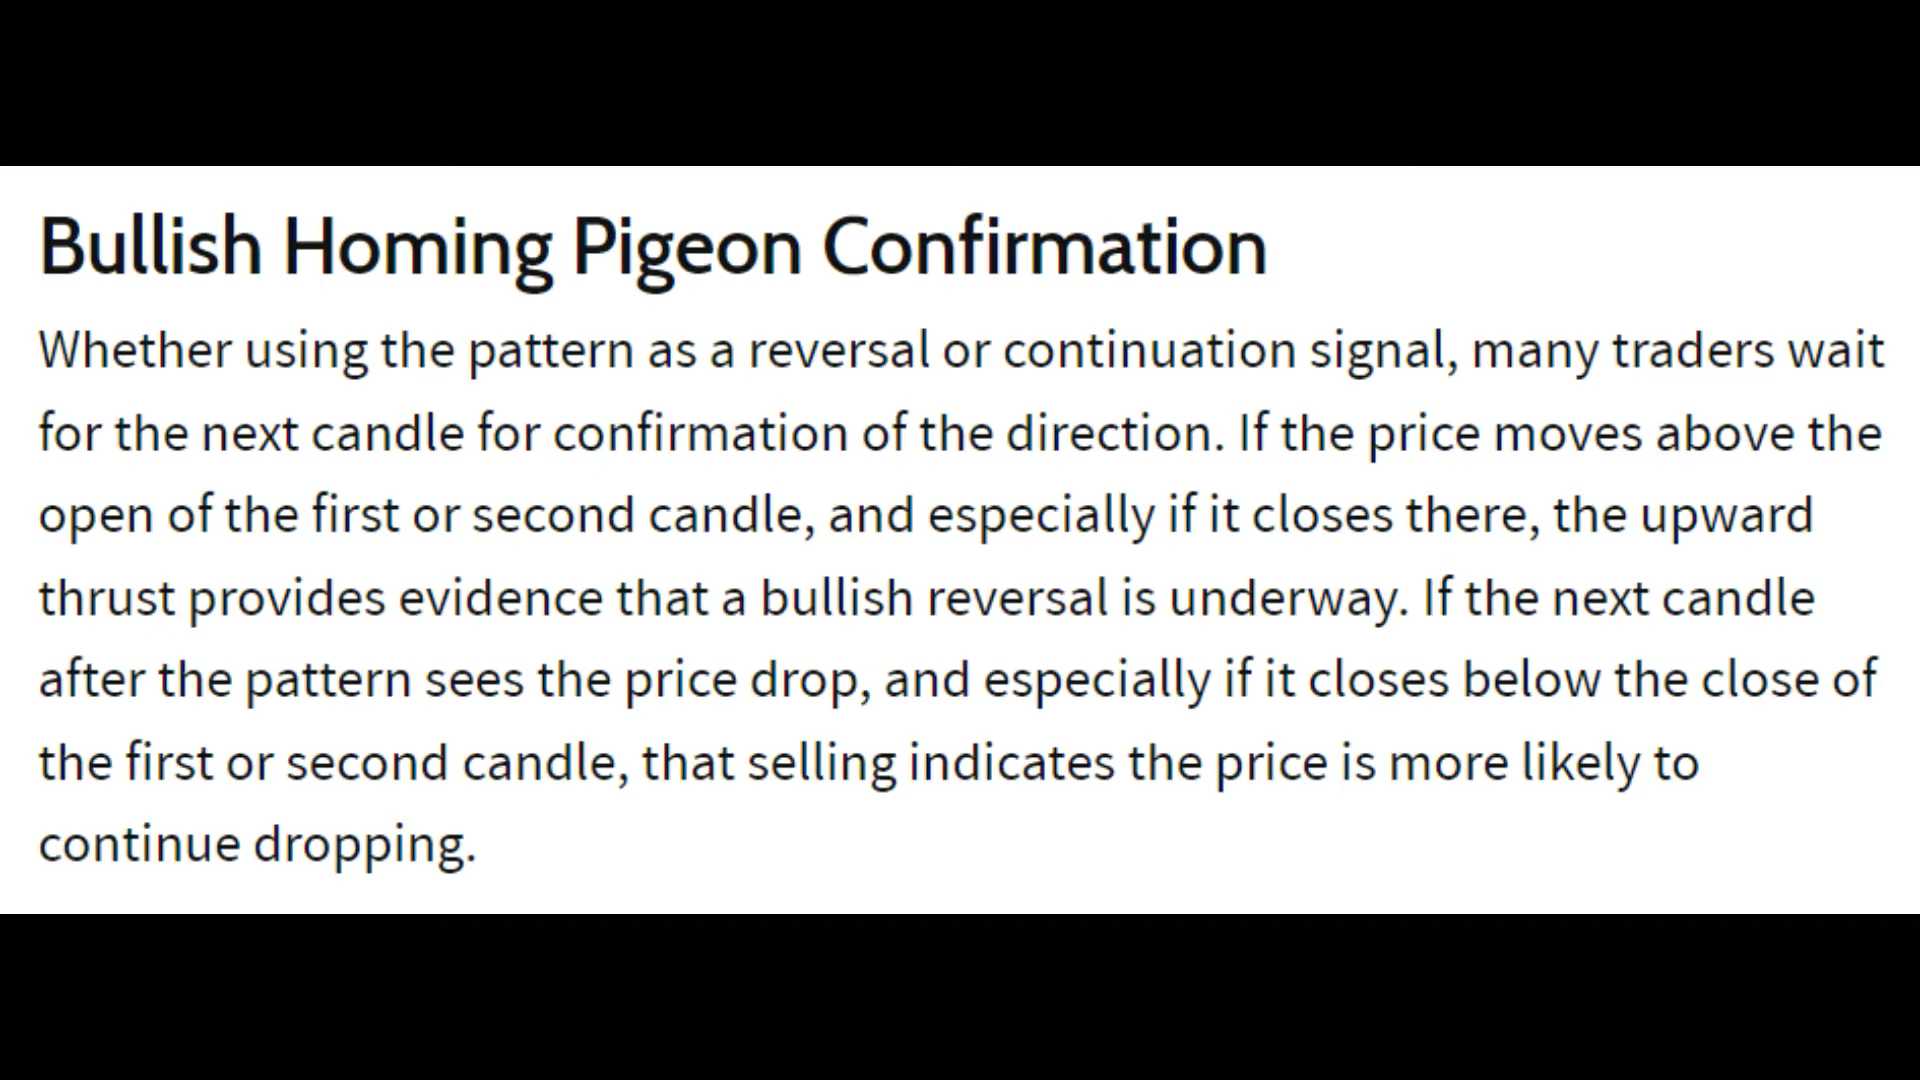 Bullish Homing Pigeon Confirmation
Whether using the pattern as a reversal or continuation signal, many traders wait
for the next candle for confirmation of the direction. If the price moves above the
open of the first or second candle, and especially if it closes there, the upward
thrust provides evidence that a bullish reversal is underway. If the next candle
after the pattern sees the price drop, and especially if it closes below the close of
the first or second candle, that selling indicates the price is more likely to
continue dropping.